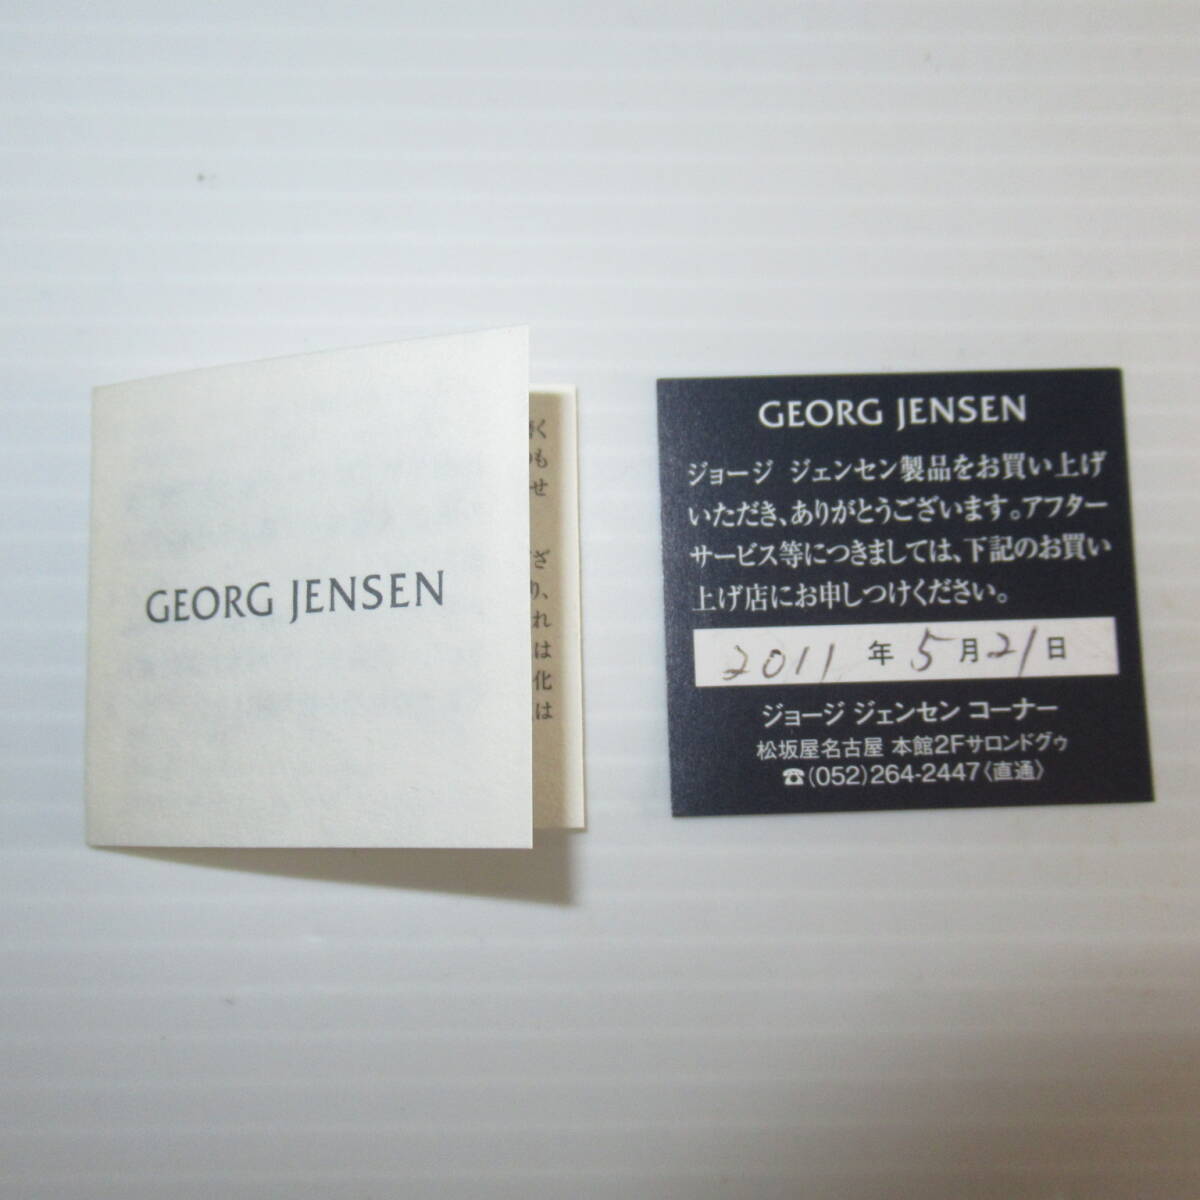 GEORG JENSEN
く
も
せ
ざ
り、
れ
は
化
は
GEORG JENSEN
ジョージ ジェンセン製品をお買い上げ
いただき、ありがとうございます。アフター
サービス等につきましては、下記のお買い
上げ店にお申しつけください。
2011 年 5 月 21 日
ジョージ ジェンセン コーナー
松坂屋名古屋 本館2Fサロンドグゥ
☎(052)264-2447〈直通〉